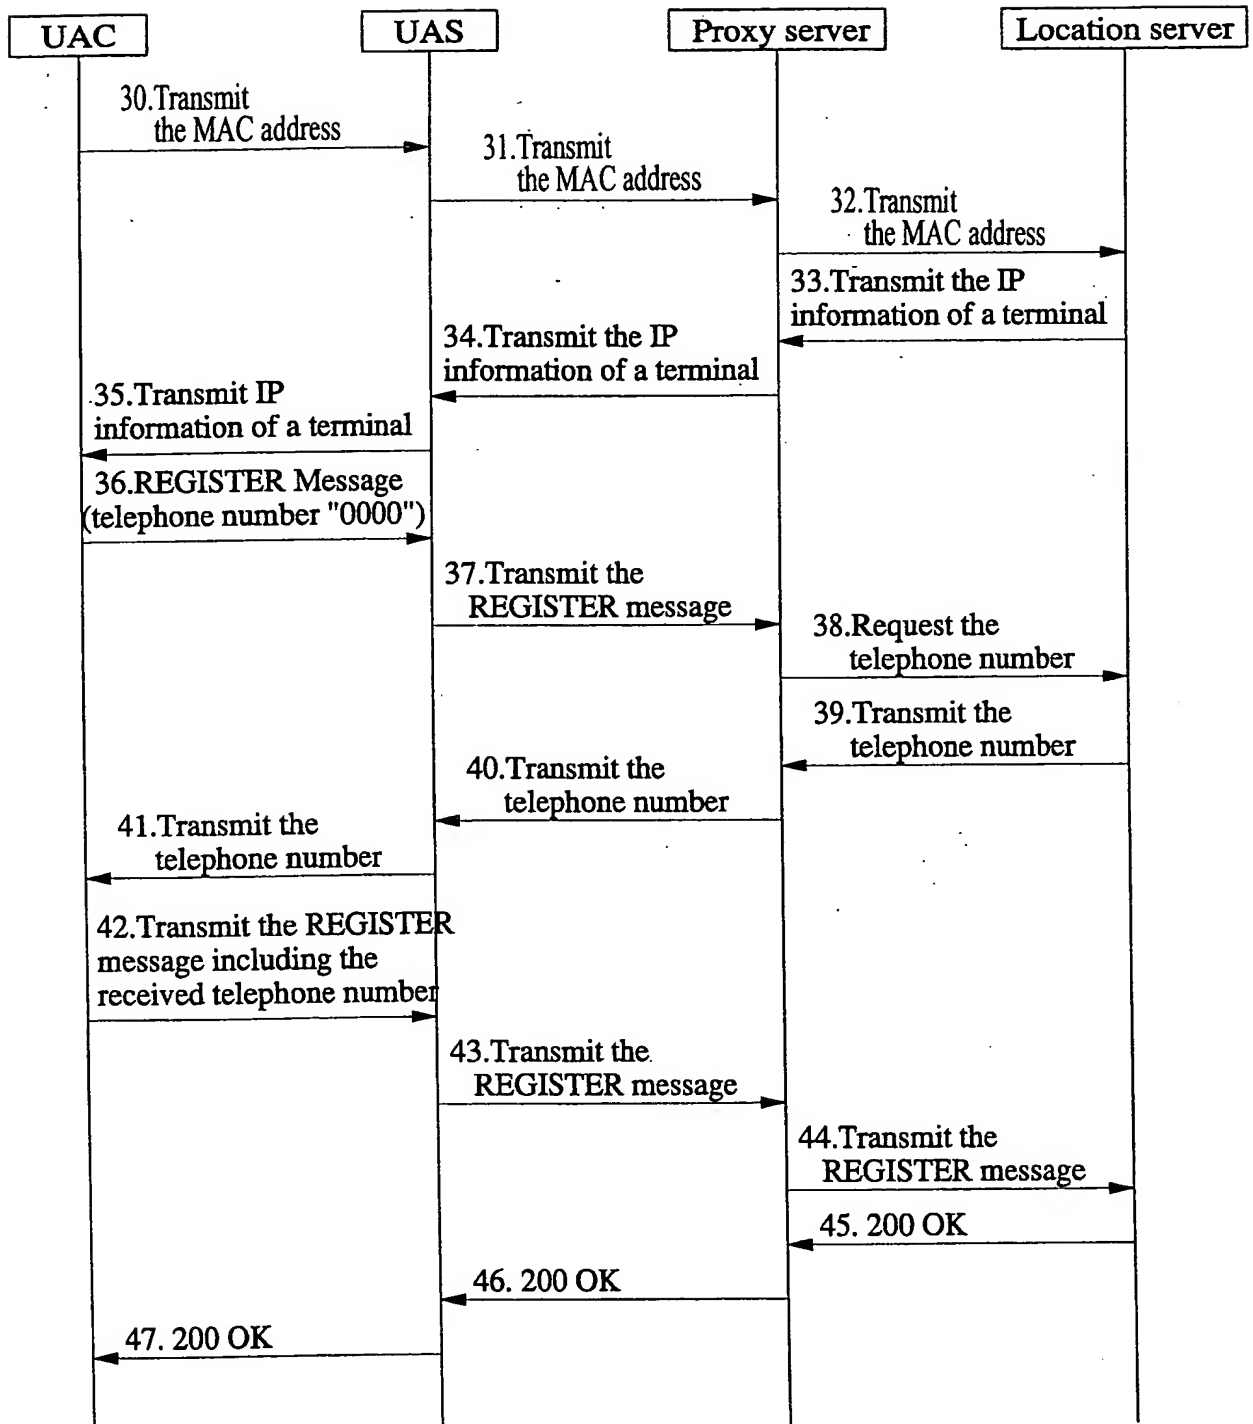 UAC
UAS
Proxy server
Location server
30.Transmit
the MAC address
31.Transmit
the MAC address
32.Transmit
the MAC address
33.Transmit the IP
information of a terminal
34.Transmit the IP
information of a terminal
35.Transmit IP
information of a terminal
36.REGISTER Message
(telephone number "0000")
37.Transmit the
REGISTER message
38.Request the
telephone number
39.Transmit the
telephone number
40.Transmit the
telephone number
41.Transmit the
telephone number
42.Transmit the REGISTER
message including the
received telephone number
43.Transmit the
REGISTER message
44.Transmit the
REGISTER message
45. 200 OK
46. 200 OK
47. 200 OK